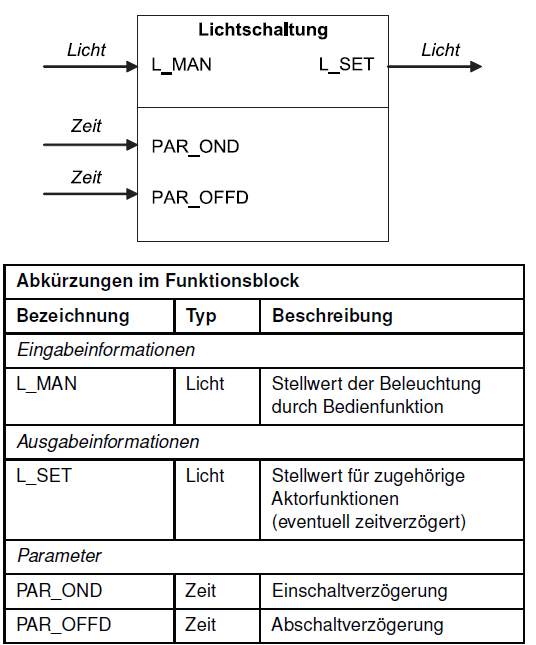 Lichtschaltung
Licht
L_MAN
L_SET
Licht
Zeit
PAR_OND
Zeit
PAR_OFFD
Abkürzungen im Funktionsblock
Bezeichnung Typ Beschreibung
Eingabeinformationen
L_MAN Licht Stellwert der Beleuchtung
durch Bedienfunktion
Ausgabeinformationen
L_SET Licht Stellwert für zugehörige
Aktorfunktionen
(eventuell zeitverzögert)
Parameter
PAR_OND Zeit Einschaltverzögerung
PAR_OFFD Zeit Abschaltverzögerung